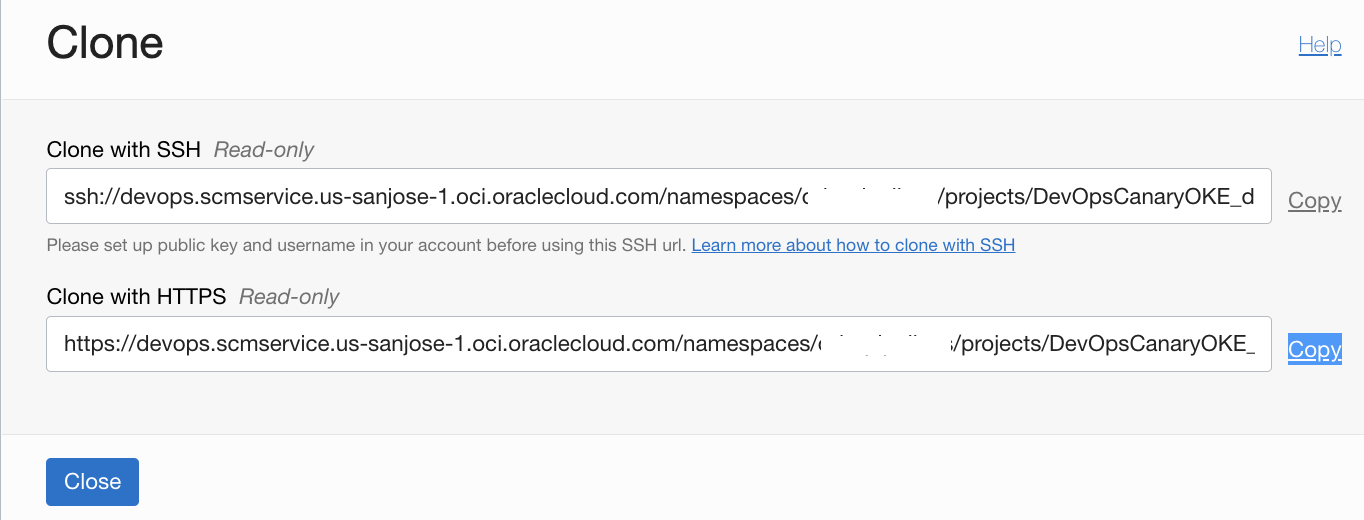 Clone
Help
Clone with SSH Read-only
ssh://devops.scmservice.us-sanjose-1.oci.oraclecloud.com/namespaces/ /projects/DevOpsCanaryOKE_d
Copy
Please set up public key and username in your account before using this SSH url. Learn more about how to clone with SSH
Clone with HTTPS Read-only
https://devops.scmservice.us-sanjose-1.oci.oraclecloud.com/namespaces/ /projects/DevOpsCanaryOKE_
Copy
Close